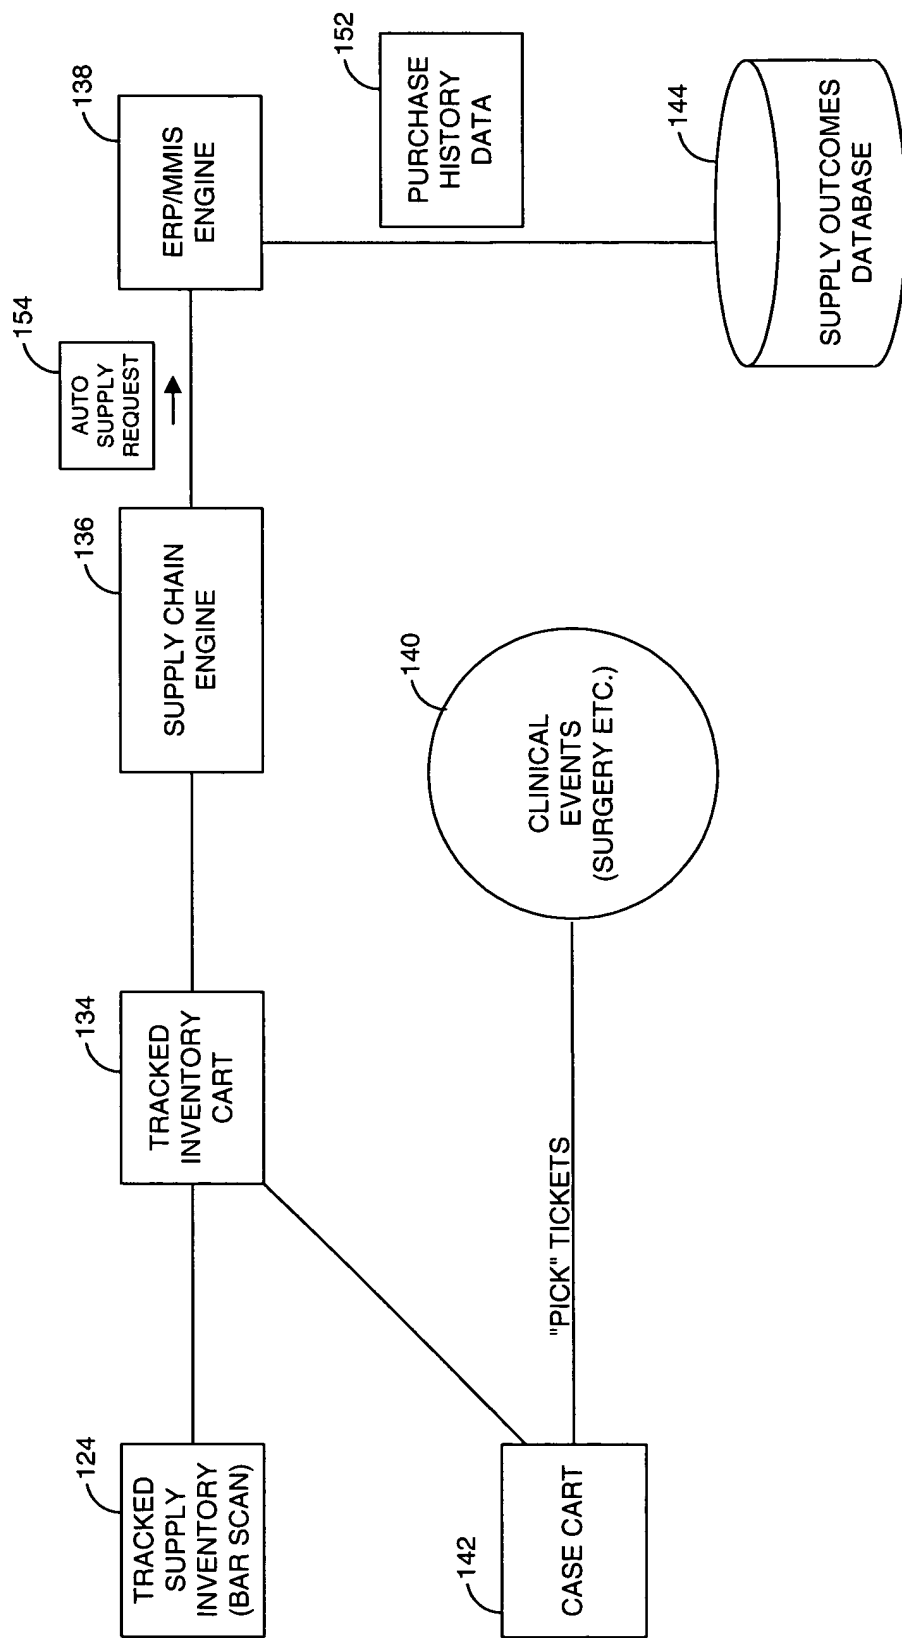 124
TRACKED
SUPPLY
INVENTORY
(BAR SCAN)
134
TRACKED
INVENTORY
CART
136
SUPPLY CHAIN
ENGINE
154
AUTO
SUPPLY
REQUEST
138
ERP/MMIS
ENGINE
152
PURCHASE
HISTORY
DATA
142
CASE CART
"PICK" TICKETS
140
CLINICAL
EVENTS
(SURGERY ETC.)
144
SUPPLY OUTCOMES
DATABASE